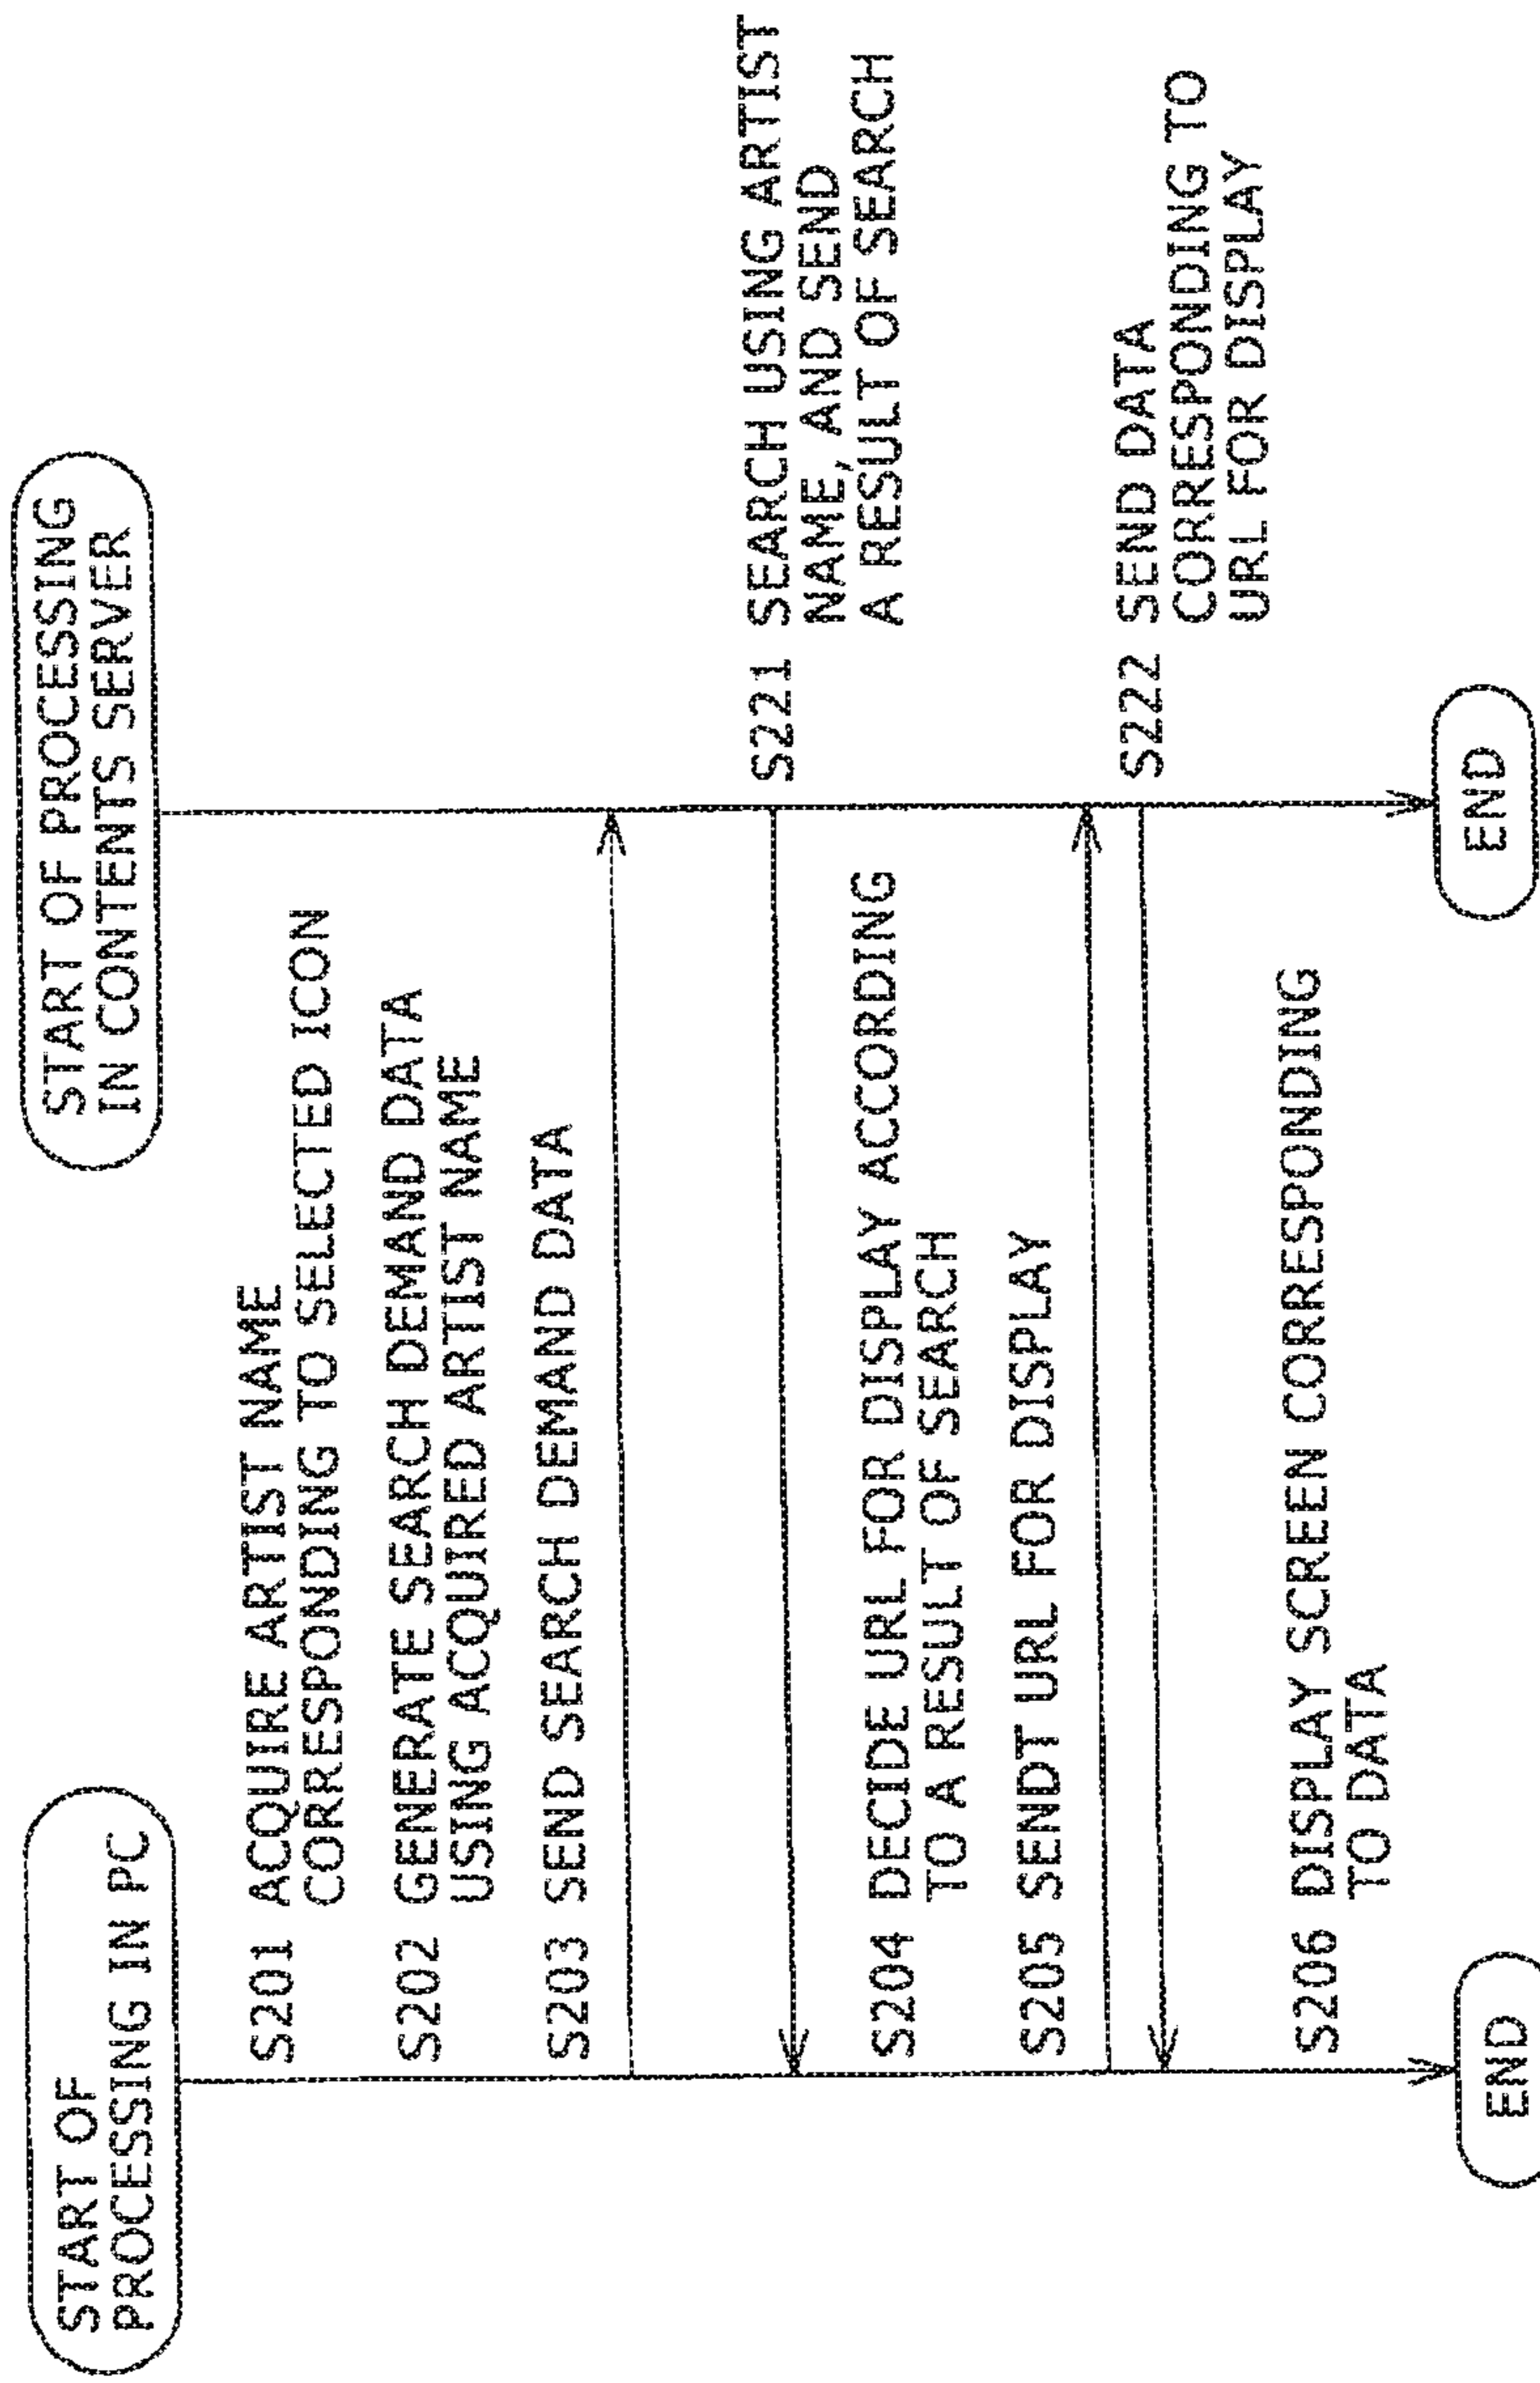 START OF
PROCESSING IN PC
START OF PROCESSING
IN CONTENTS SERVER
S201 ACQUIRE ARTIST NAME
CORRESPONDING TO SELECTED ICON
S202 GENERATE SEARCH DEMAND DATA
USING ACQUIRED ARTIST NAME
S203 SEND SEARCH DEMAND DATA
S221 SEARCH USING ARTIST
NAME, AND SEND
A RESULT OF SEARCH
S204 DECIDE URL FOR DISPLAY ACCORDING
TO A RESULT OF SEARCH
S205 SENDT URL FOR DISPLAY
S222 SEND DATA
CORRESPONDING TO
URL FOR DISPLAY
S206 DISPLAY SCREEN CORRESPONDING
TO DATA
END
END